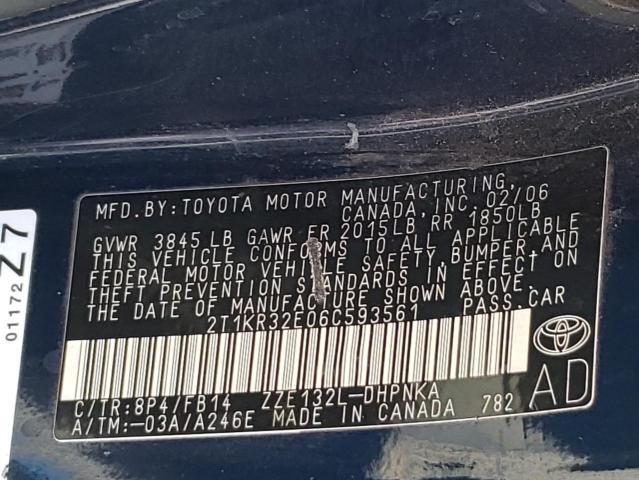 MFD.BY:TOYOTA MOTOR MANUFACTURING,
CANADA, INC. 02/06
GVWR 3845 LB GAWR FR 2015LB RR 1850LB
THIS VEHICLE CONFORMS TO ALL APPLICABLE
FEDERAL MOTOR VEHICLE SAFETY, BUMPER, AND
THEFT PREVENTION STANDARDS IN EFFECT ON
THE DATE OF MANUFACTURE SHOWN ABOVE.
2T1KR32E06C593561 PASS.CAR
C/TR:8P4/FB14 ZZE132L-DHPNKA
A/TM:-03A/A246E MADE IN CANADA 782
AD
01172
Z7